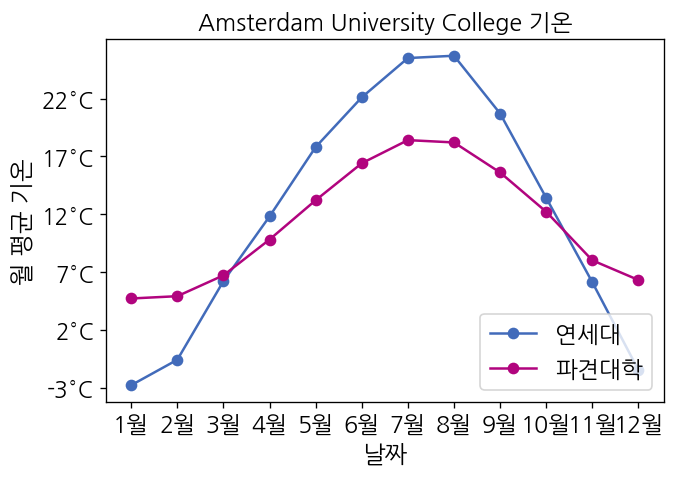 Amsterdam University College 기온
월 평균 기온
22˚C
17˚C
12˚C
7˚C
2˚C
-3˚C
연세대
파견대학
1월 2월 3월 4월 5월 6월 7월 8월 9월 10월 11월 12월
날짜